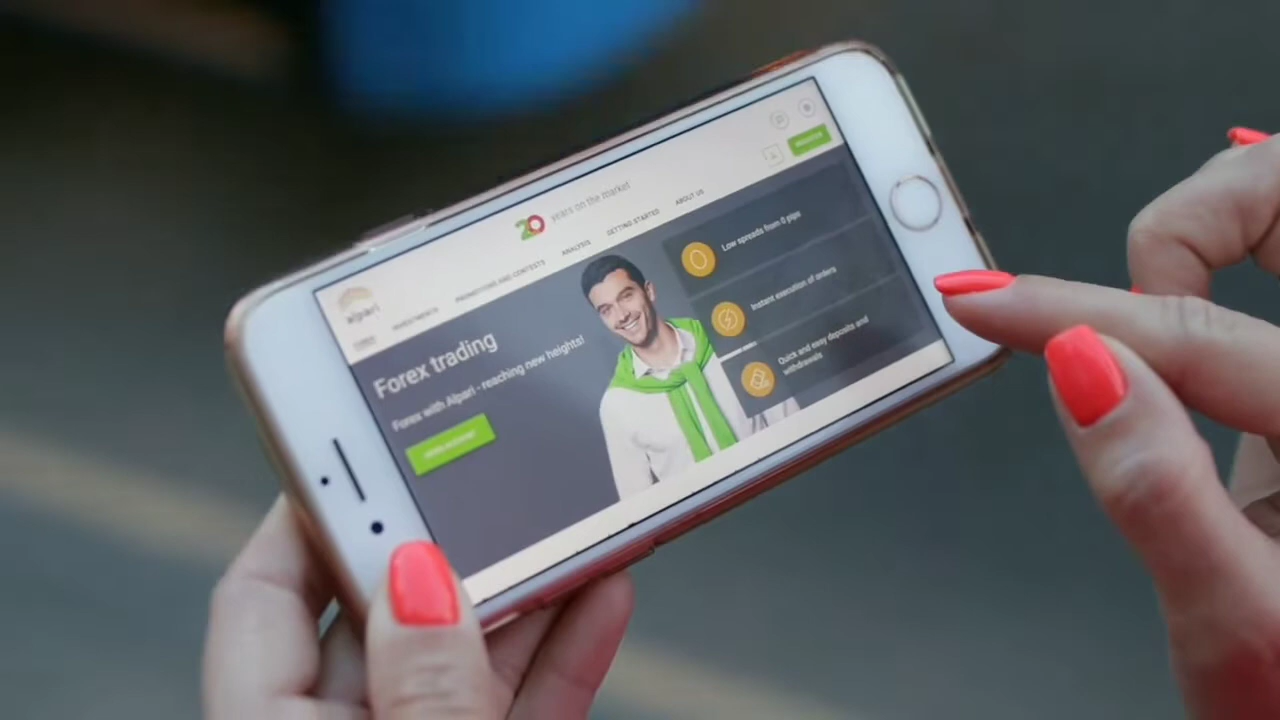 20 years on the market
alpari
INVESTMENTS
PROMOTIONS AND CONTESTS
ANALYSIS
GETTING STARTED
ABOUT US
Forex trading
Forex with Alpari - reaching new heights!
Low spreads from 0 pips
Instant execution of orders
Quick and easy deposits and
withdrawals